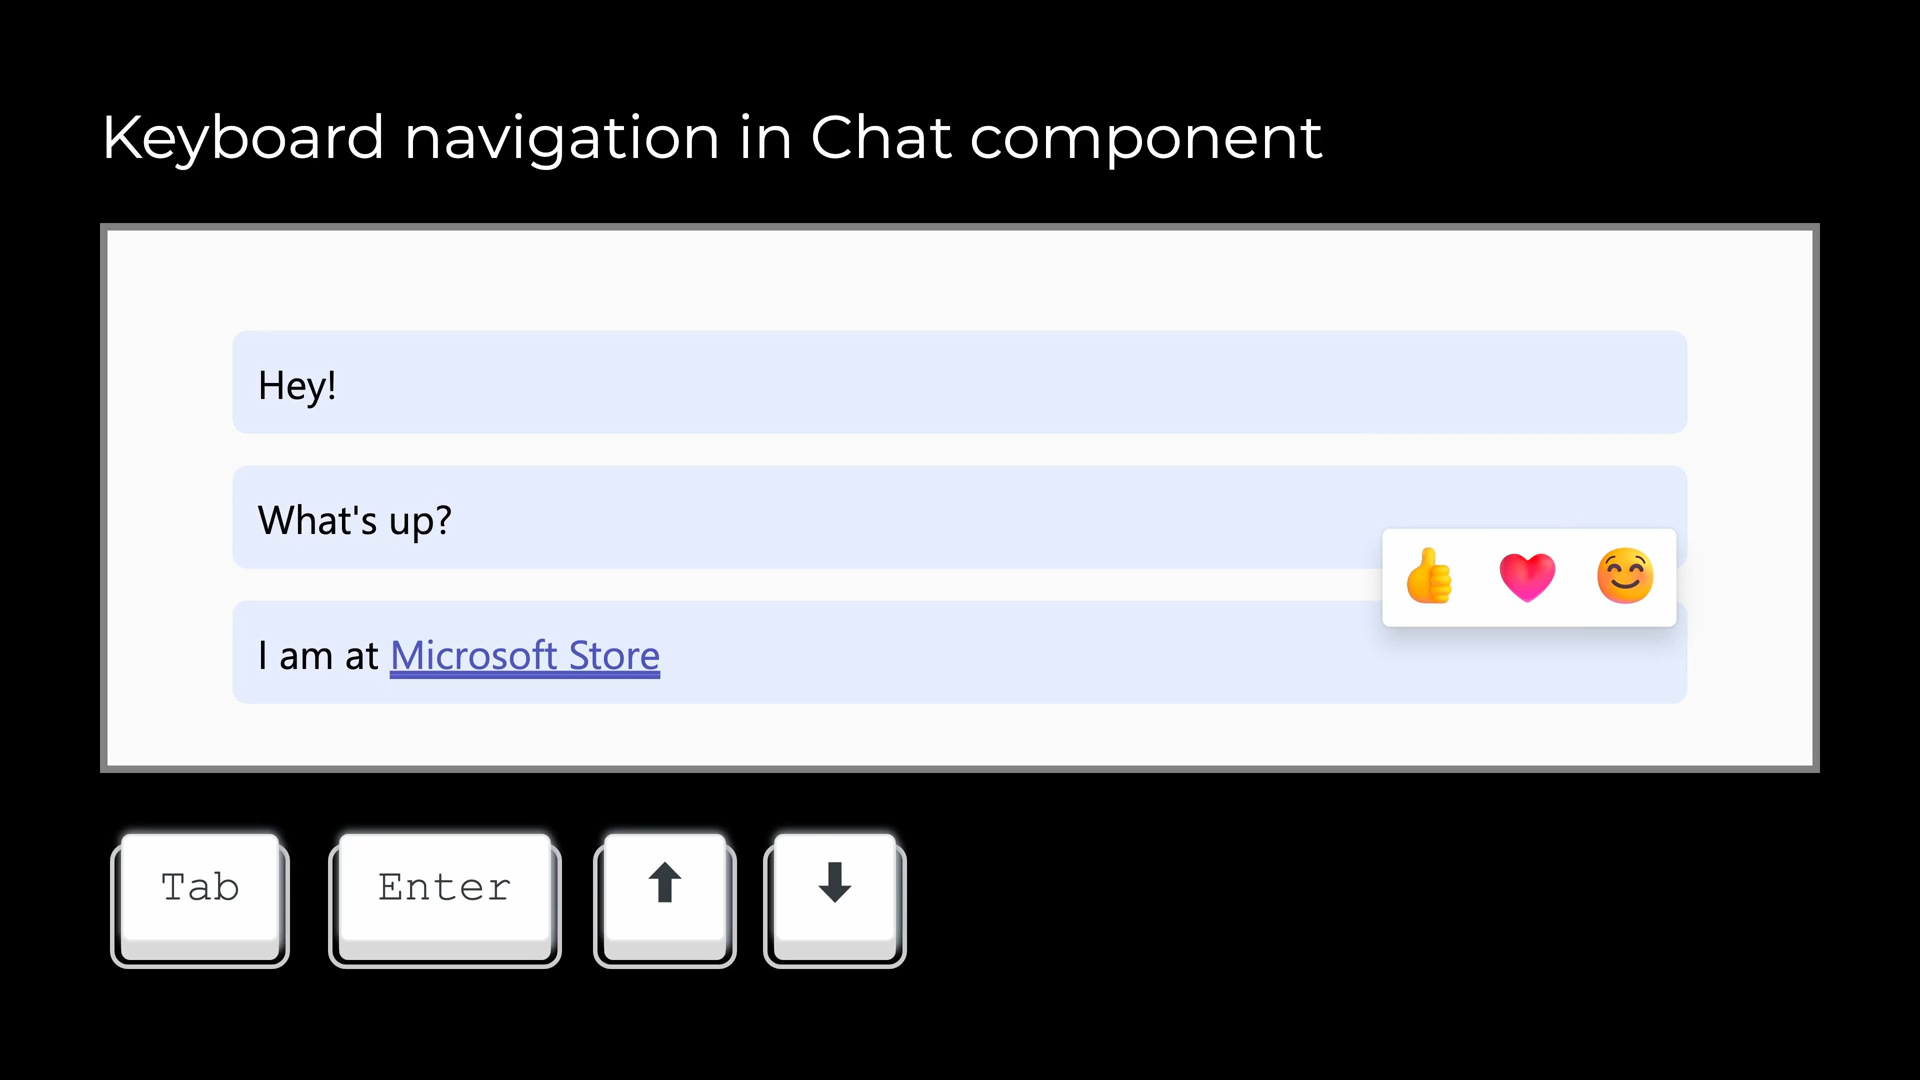 Keyboard navigation in Chat component
Hey!
What's up?
I am at Microsoft Store
Tab Enter